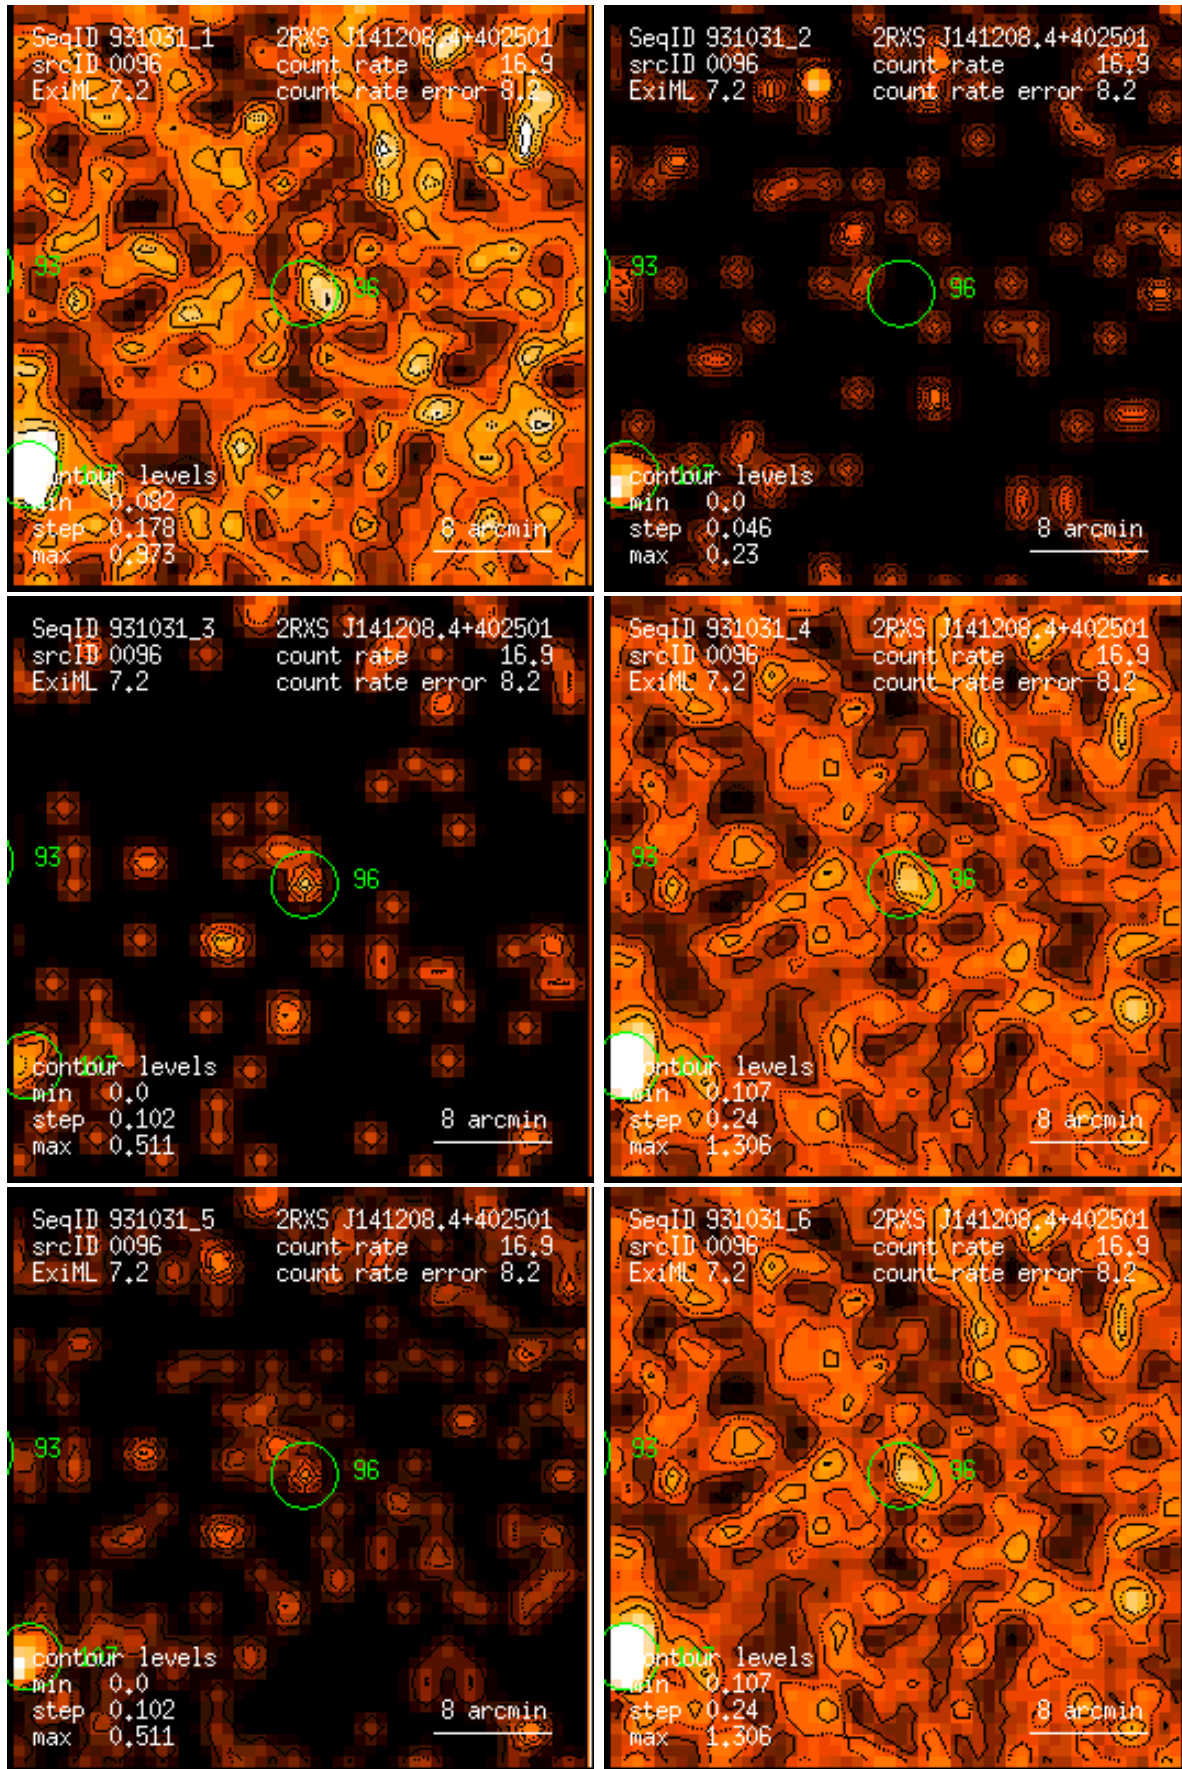 SeqID 931031_1 2RXS J141208.4+402501
srcID 0096 count rate 16.9
ExiML 7.2 count rate error 8.2
93
96
107
contour levels
min 0.082
step 0.178 8 arcmin
max 0.973
SeqID 931031_2 2RXS J141208.4+402501
srcID 0096 count rate 16.9
ExiML 7.2 count rate error 8.2
93
96
107
contour levels
min 0.0
step 0.046 8 arcmin
max 0.23
SeqID 931031_3 2RXS J141208.4+402501
srcID 0096 count rate 16.9
ExiML 7.2 count rate error 8.2
93
96
107
contour levels
min 0.0
step 0.102 8 arcmin
max 0.511
SeqID 931031_4 2RXS J141208.4+402501
srcID 0096 count rate 16.9
ExiML 7.2 count rate error 8.2
93
96
107
contour levels
min 0.107
step 0.24 8 arcmin
max 1.306
SeqID 931031_5 2RXS J141208.4+402501
srcID 0096 count rate 16.9
ExiML 7.2 count rate error 8.2
93
96
107
contour levels
min 0.0
step 0.102 8 arcmin
max 0.511
SeqID 931031_6 2RXS J141208.4+402501
srcID 0096 count rate 16.9
ExiML 7.2 count rate error 8.2
93
96
107
contour levels
min 0.107
step 0.24 8 arcmin
max 1.306